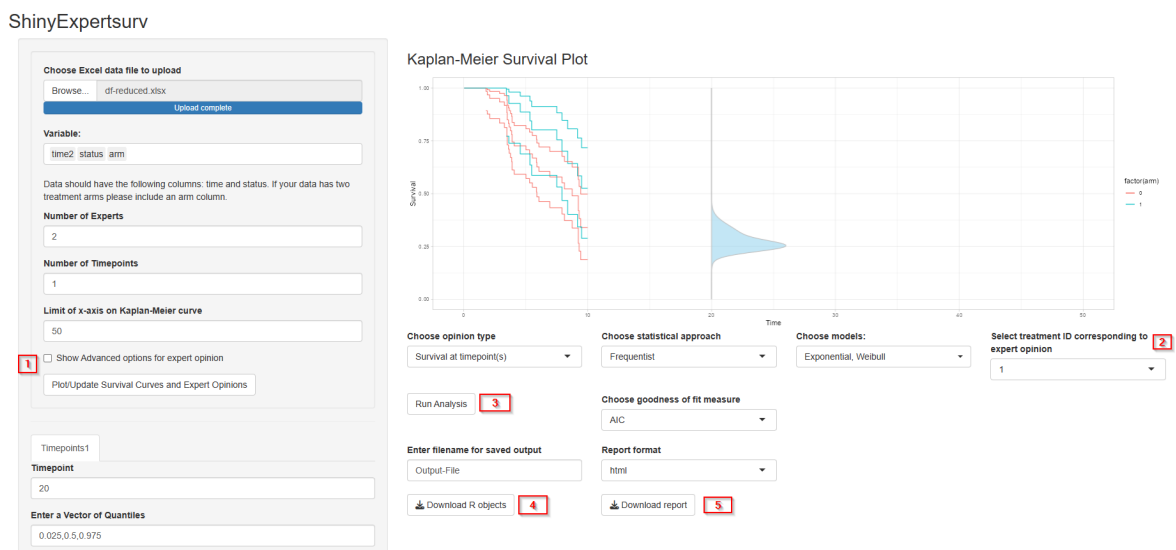 ShinyExpertsurv
Choose Excel data file to upload
Browse... df-reduced.xlsx
Upload complete
Variable:
time2 status arm
Data should have the following columns: time and status. If your data has two
treatment arms please include an arm column.
Number of Experts
2
Number of Timepoints
1
Limit of x-axis on Kaplan-Meier curve
50
1
Show Advanced options for expert opinion
Plot/Update Survival Curves and Expert Opinions
Timepoints1
Timepoint
20
Enter a Vector of Quantiles
0.025,0.5,0.975
Kaplan-Meier Survival Plot
1.00
0.75
0.50
0.25
0.00
Survival
0 10 20 30 40 50
Time
factor(arm)
0
1
Choose opinion type
Survival at timepoint(s)
Choose statistical approach
Frequentist
Choose models:
Exponential, Weibull
Select treatment ID corresponding to
expert opinion
2
1
Run Analysis
3
Choose goodness of fit measure
AIC
Enter filename for saved output
Output-File
Report format
html
Download R objects
4
Download report
5